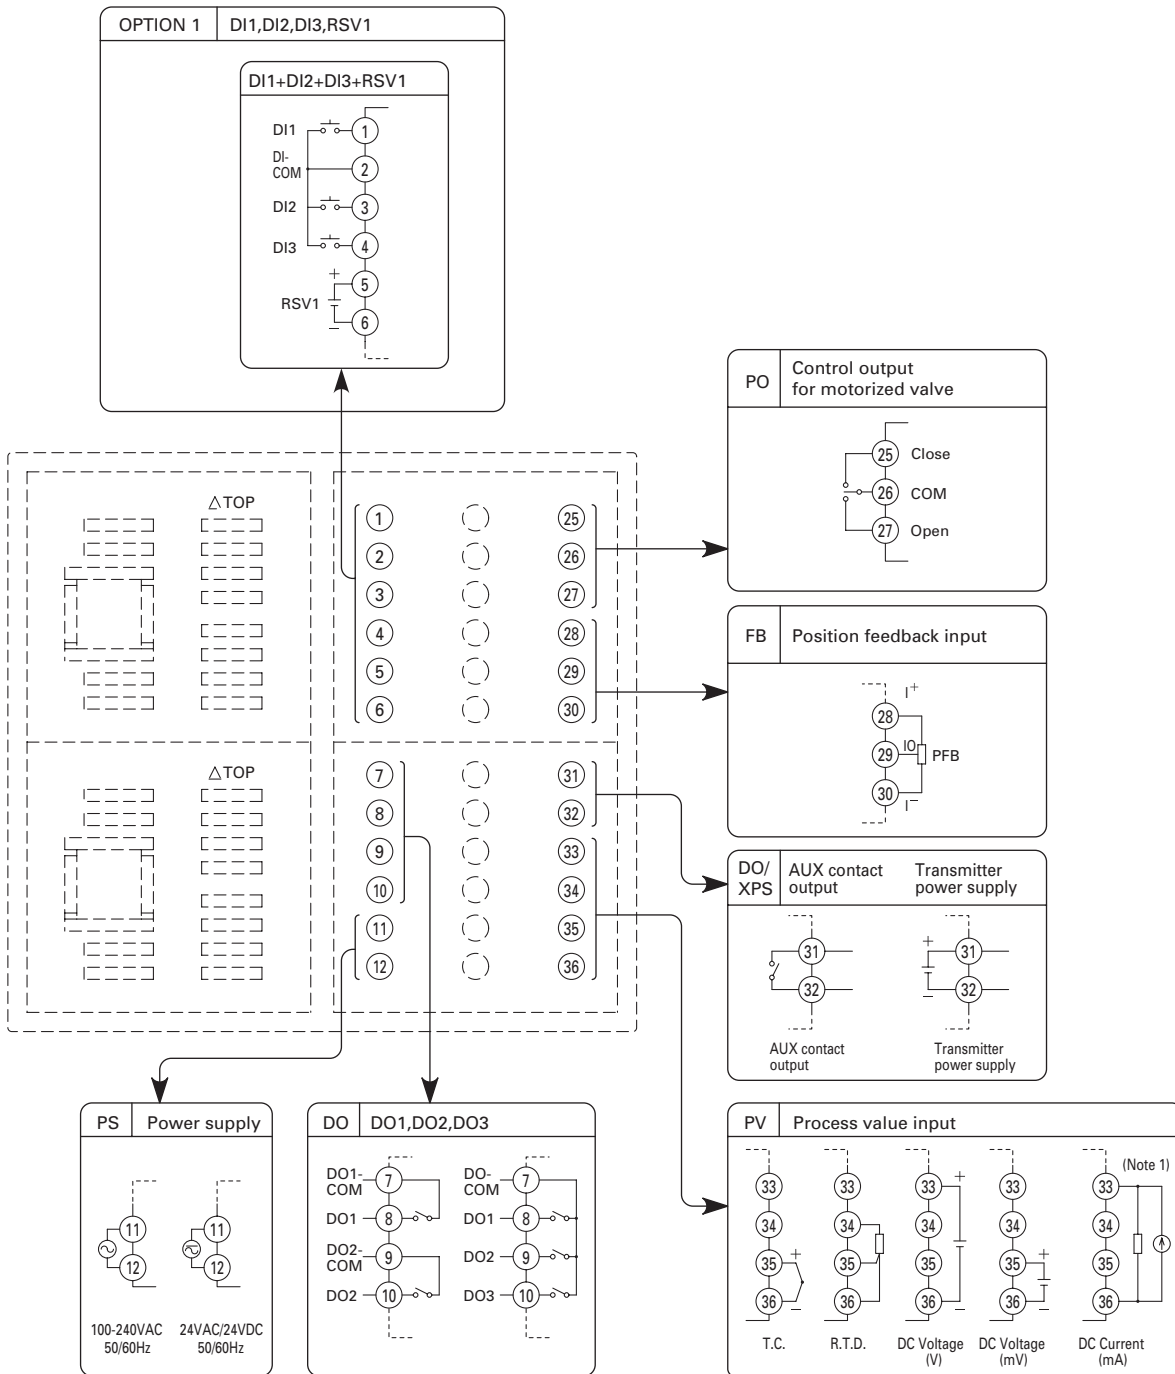 OPTION 1 DI1,DI2,DI3,RSV1
DI1+DI2+DI3+RSV1
DI1 1
DI-
COM 2
DI2 3
DI3 4
+ 5
RSV1
– 6
PO Control output
for motorized valve
25 Close
26 COM
27 Open
△TOP
1 25
2 26
3 27
4 28
5 29
6 30
FB Position feedback input
I+
28
29 IO PFB
30
I–
△TOP
7 31
8 32
9 33
10 34
11 35
12 36
DO/
XPS
AUX contact
output
Transmitter
power supply
31
32
+ 31
– 32
AUX contact
output
Transmitter
power supply
PS Power supply
11 11
12 12
100-240VAC
50/60Hz
24VAC/24VDC
50/60Hz
DO DO1,DO2,DO3
DO1-
COM 7
DO1 8
DO2-
COM 9
DO2 10
DO-
COM 7
DO1 8
DO2 9
DO3 10
PV Process value input
(Note 1)
33 33 33 + 33 33
34 34 34 34 34
35 + 35 35 35 + 35
36 – 36 36 – 36 – 36
T.C.
R.T.D.
DC Voltage
(V)
DC Voltage
(mV)
DC Current
(mA)